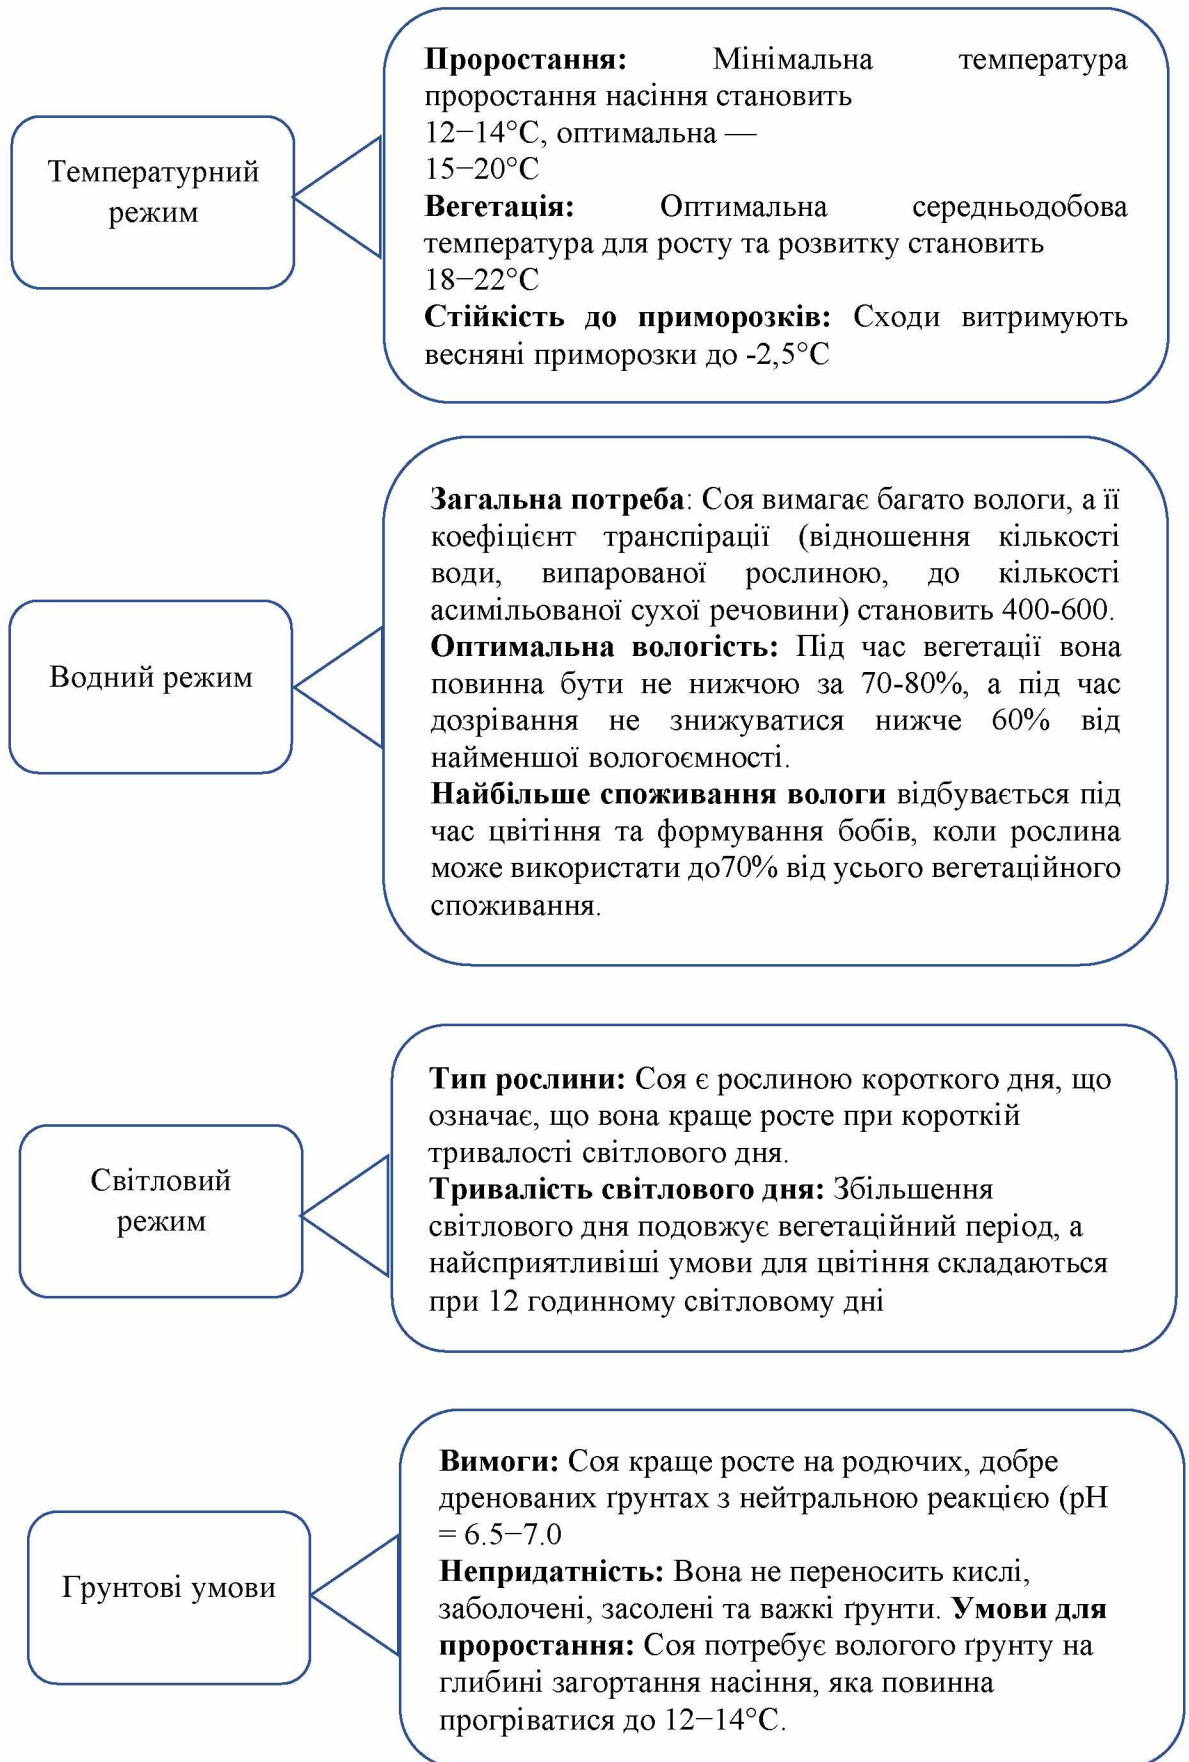 Температурний
режим
Проростання: Мінімальна температура
проростання насіння становить
12−14°C, оптимальна —
15−20°C
Вегетація: Оптимальна середньодобова
температура для росту та розвитку становить
18−22°C
Стійкість до приморозків: Сходи витримують
весняні приморозки до -2,5°C
Водний режим
Загальна потреба: Соя вимагає багато вологи, а її
коефіцієнт транспірації (відношення кількості
води, випарованої рослиною, до кількості
асимільованої сухої речовини) становить 400-600.
Оптимальна вологість: Під час вегетації вона
повинна бути не нижчою за 70-80%, а під час
дозрівання не знижуватися нижче 60% від
найменшої вологоємності.
Найбільше споживання вологи відбувається під
час цвітіння та формування бобів, коли рослина
може використати до70% від усього вегетаційного
споживання.
Світловий
режим
Тип рослини: Соя є рослиною короткого дня, що
означає, що вона краще росте при короткій
тривалості світлового дня.
Тривалість світлового дня: Збільшення
світлового дня подовжує вегетаційний період, а
найсприятливіші умови для цвітіння складаються
при 12 годинному світловому дні
Грунтові умови
Вимоги: Соя краще росте на родючих, добре
дренованих ґрунтах з нейтральною реакцією (pH
= 6.5−7.0
Непридатність: Вона не переносить кислі,
заболочені, засолені та важкі ґрунти. Умови для
проростання: Соя потребує вологого ґрунту на
глибині загортання насіння, яка повинна
прогріватися до 12−14°C.